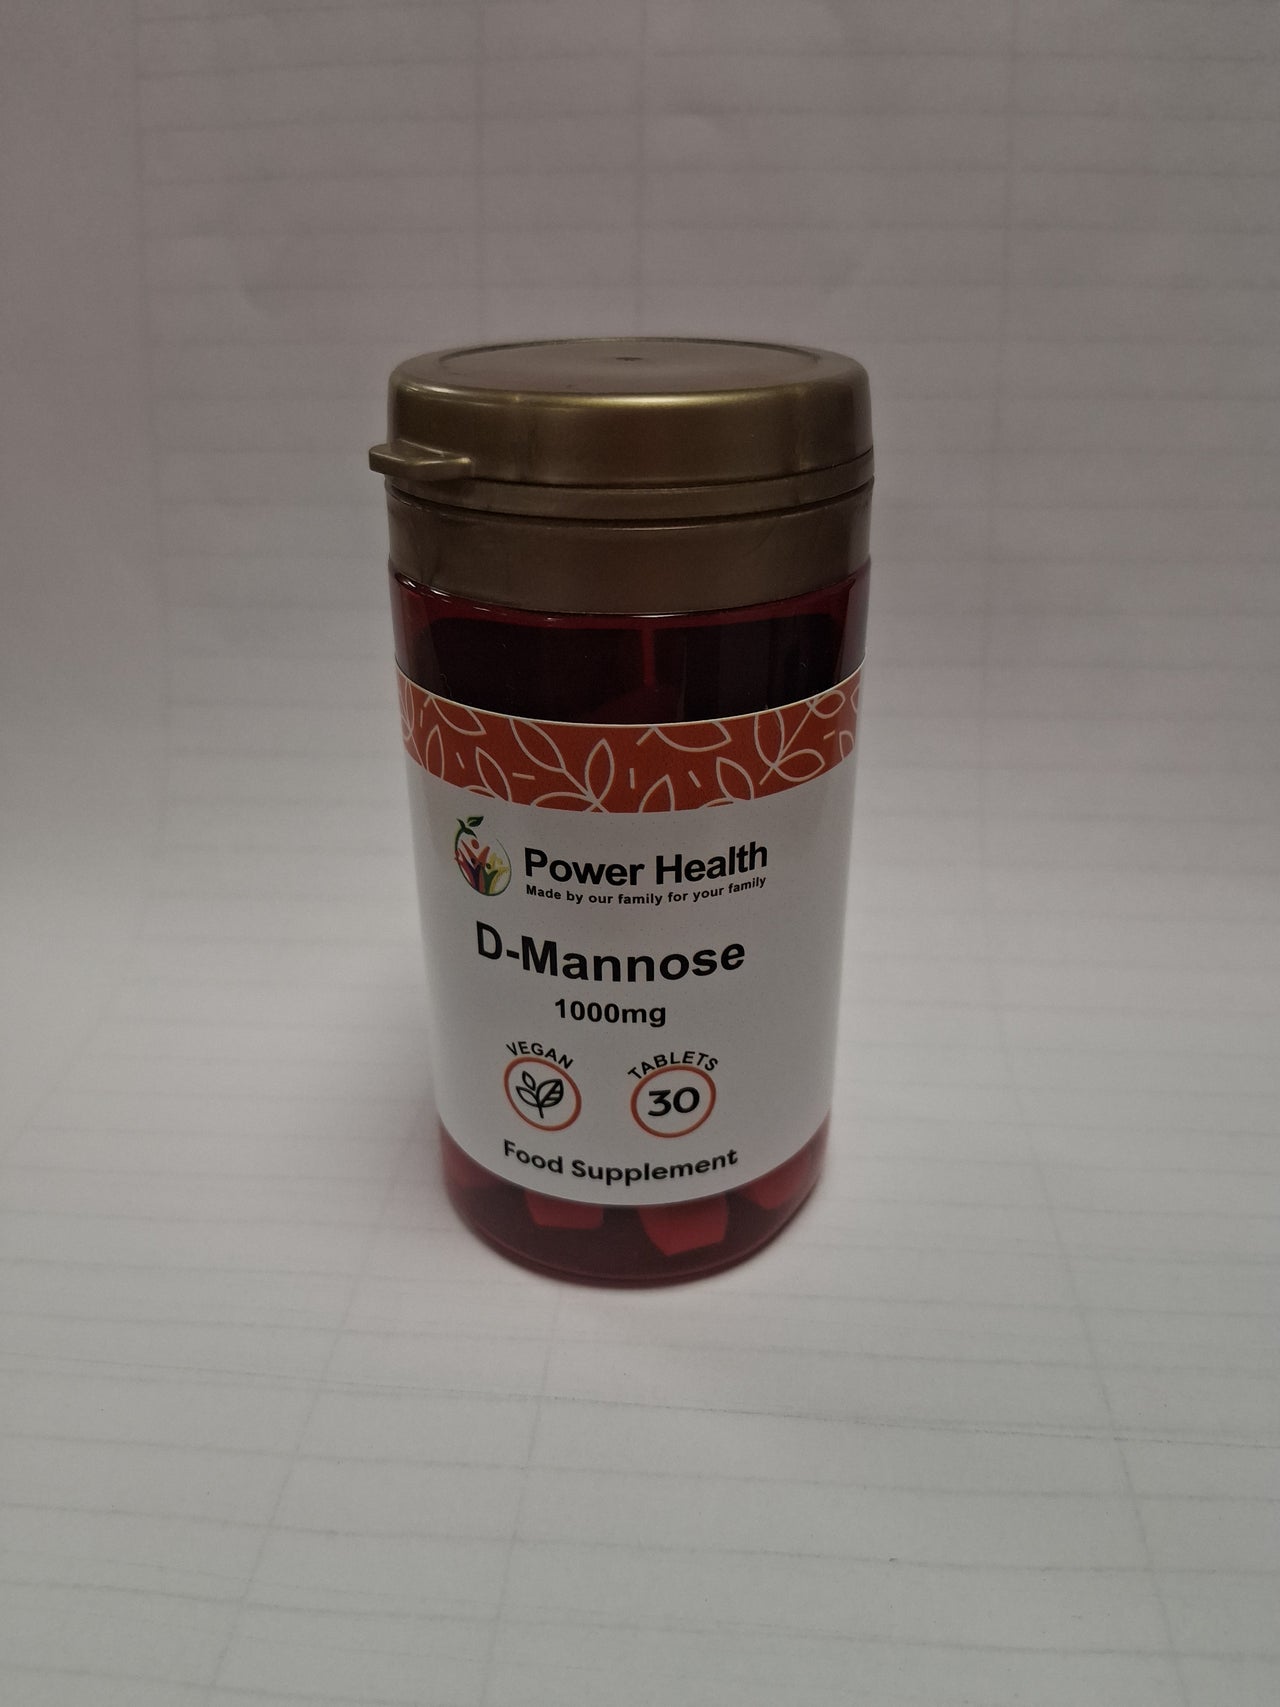 Power Health
Made by our family for your family
D-Mannose
1000mg
VEGAN
TABLETS
30
Food Supplement